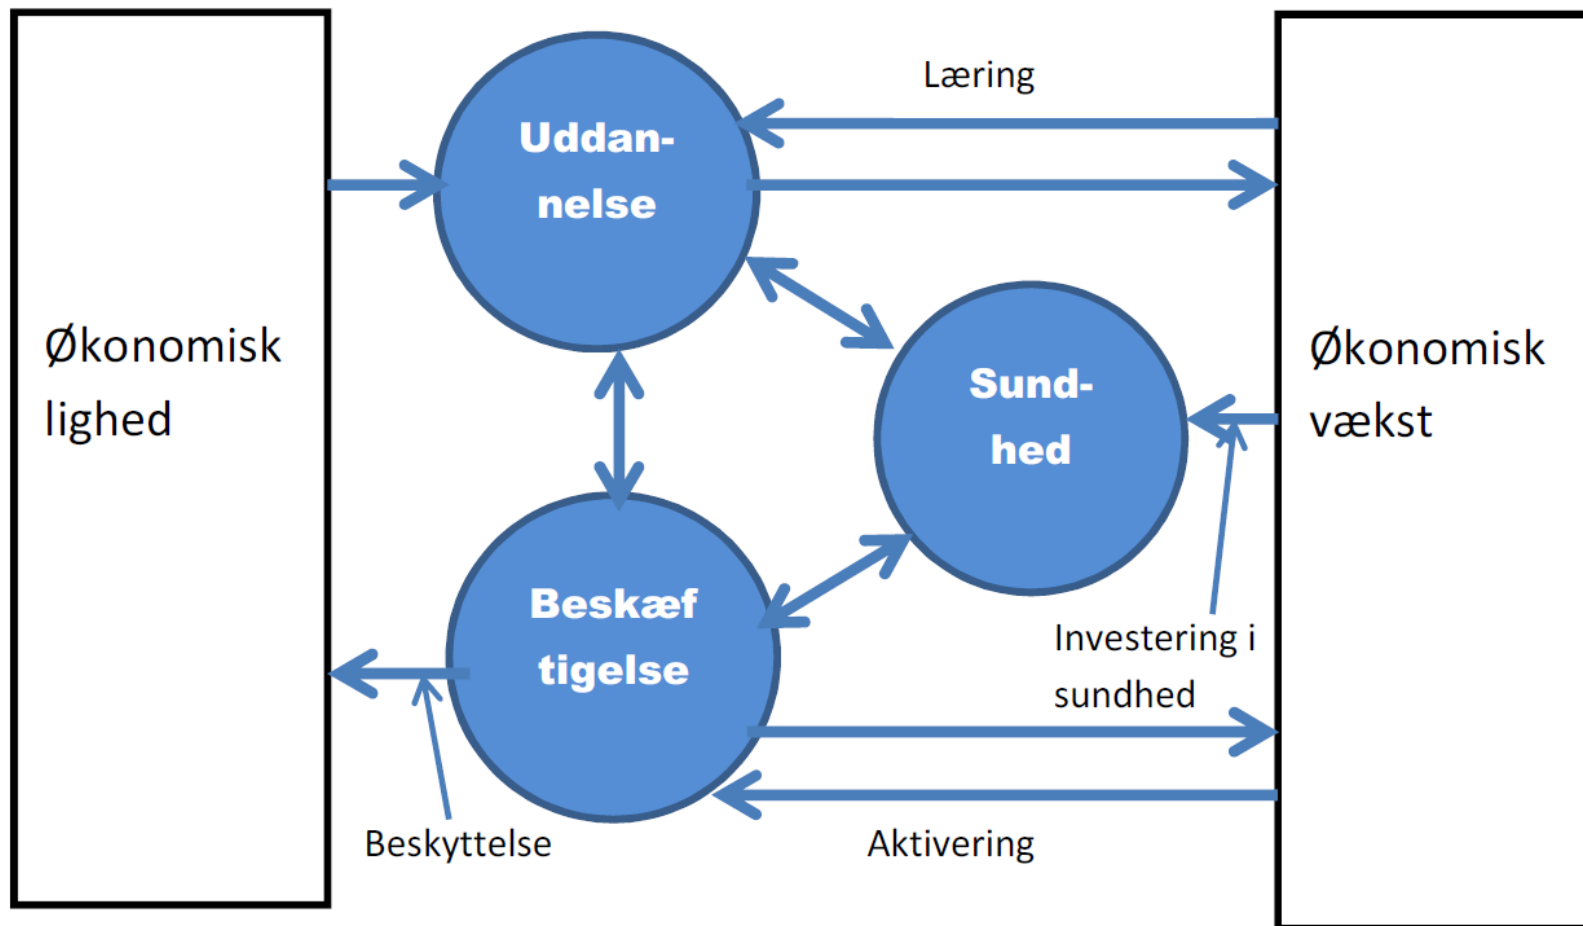 Læring
Uddan-
nelse
Økonomisk
lighed
Sund-
hed
Økonomisk
vækst
Beskæf
tigelse
Investering i
sundhed
Beskyttelse
Aktivering